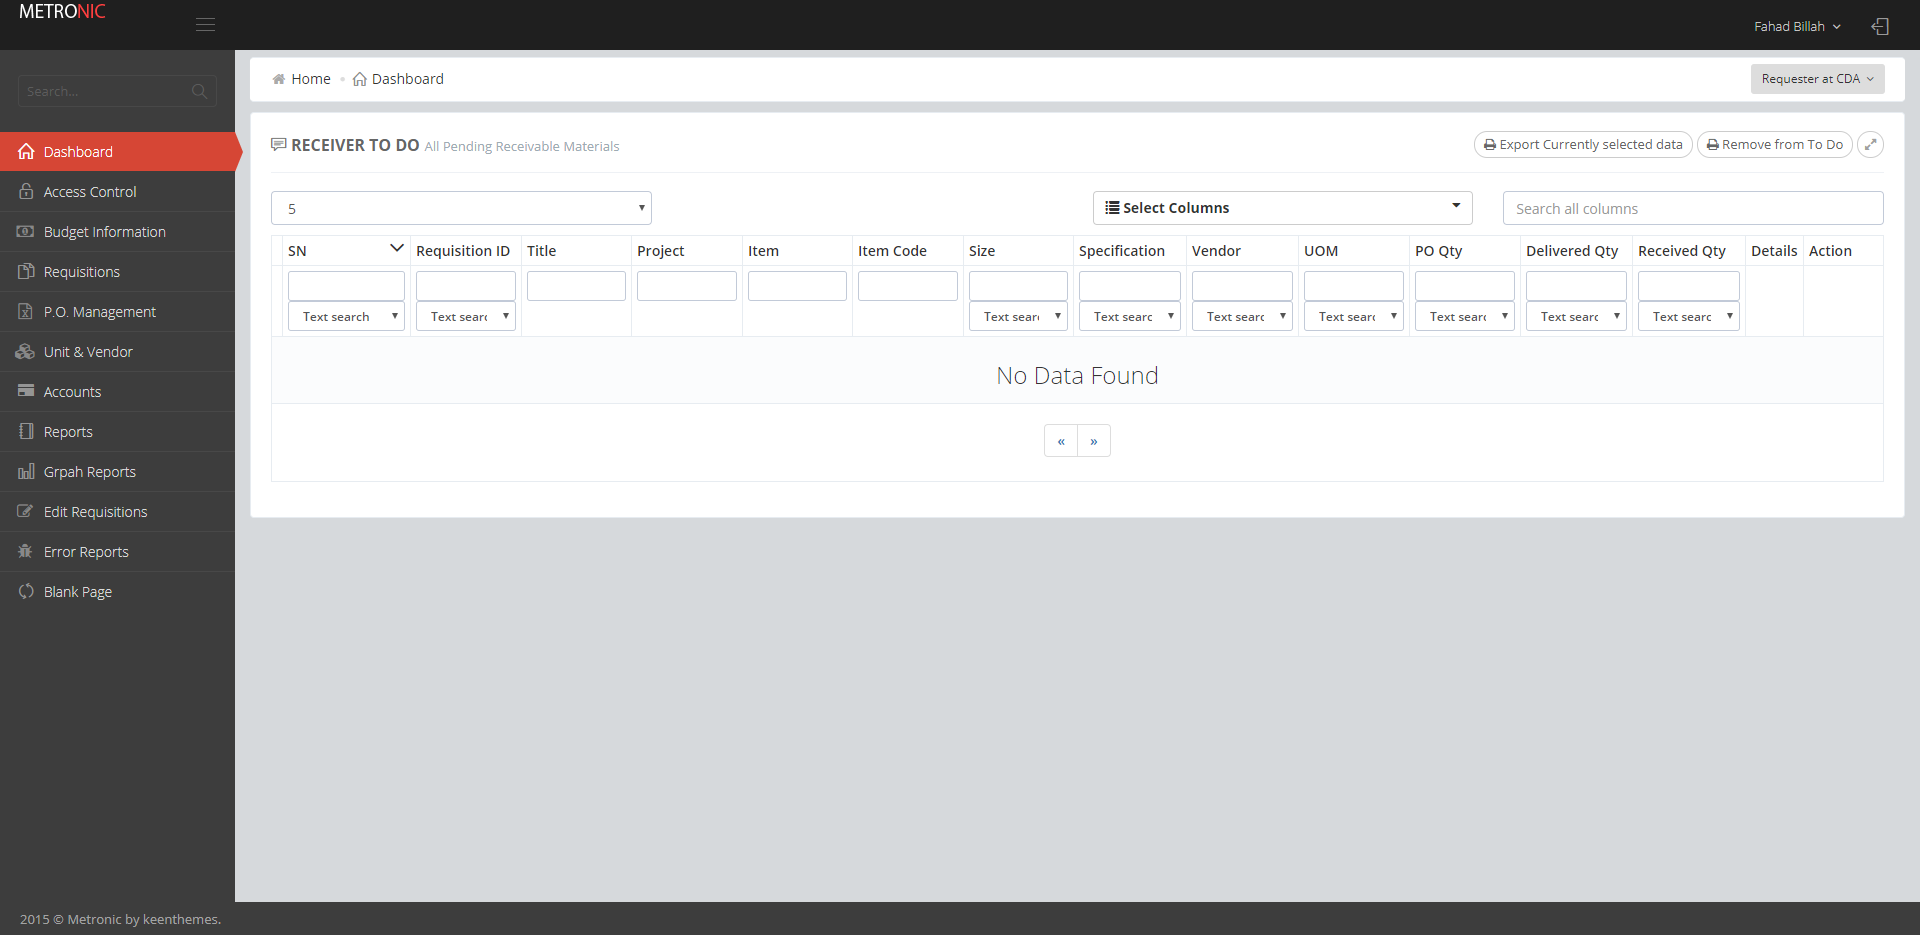 METRONIC
Fahad Billah
Search...
Home Dashboard
Requester at CDA
Dashboard
Access Control
Budget Information
Requisitions
P.O. Management
Unit & Vendor
Accounts
Reports
Grpah Reports
Edit Requisitions
Error Reports
Blank Page
RECEIVER TO DO All Pending Receivable Materials
Export Currently selected data Remove from To Do
5 Select Columns Search all columns
SN Requisition ID Title Project Item Item Code Size Specification Vendor UOM PO Qty Delivered Qty Received Qty Details Action
Text search Text searc Text searc Text searc Text searc Text searc Text searc Text searc Text searc
No Data Found
« »
2015 © Metronic by keenthemes.